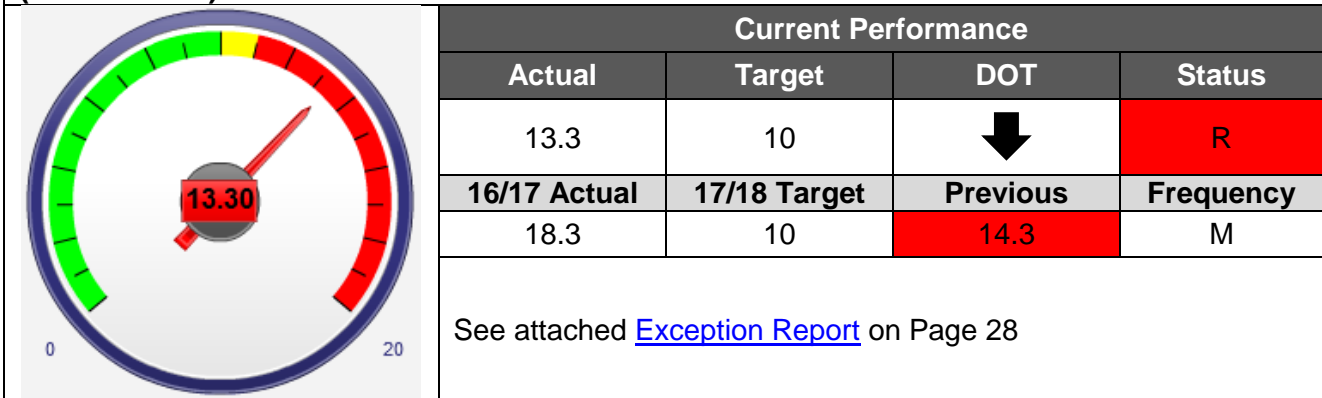 Current Performance
Actual Target DOT Status
13.3 10 R
16/17 Actual 17/18 Target Previous Frequency
18.3 10 14.3 M
See attached Exception Report on Page 28
13.30
0 20